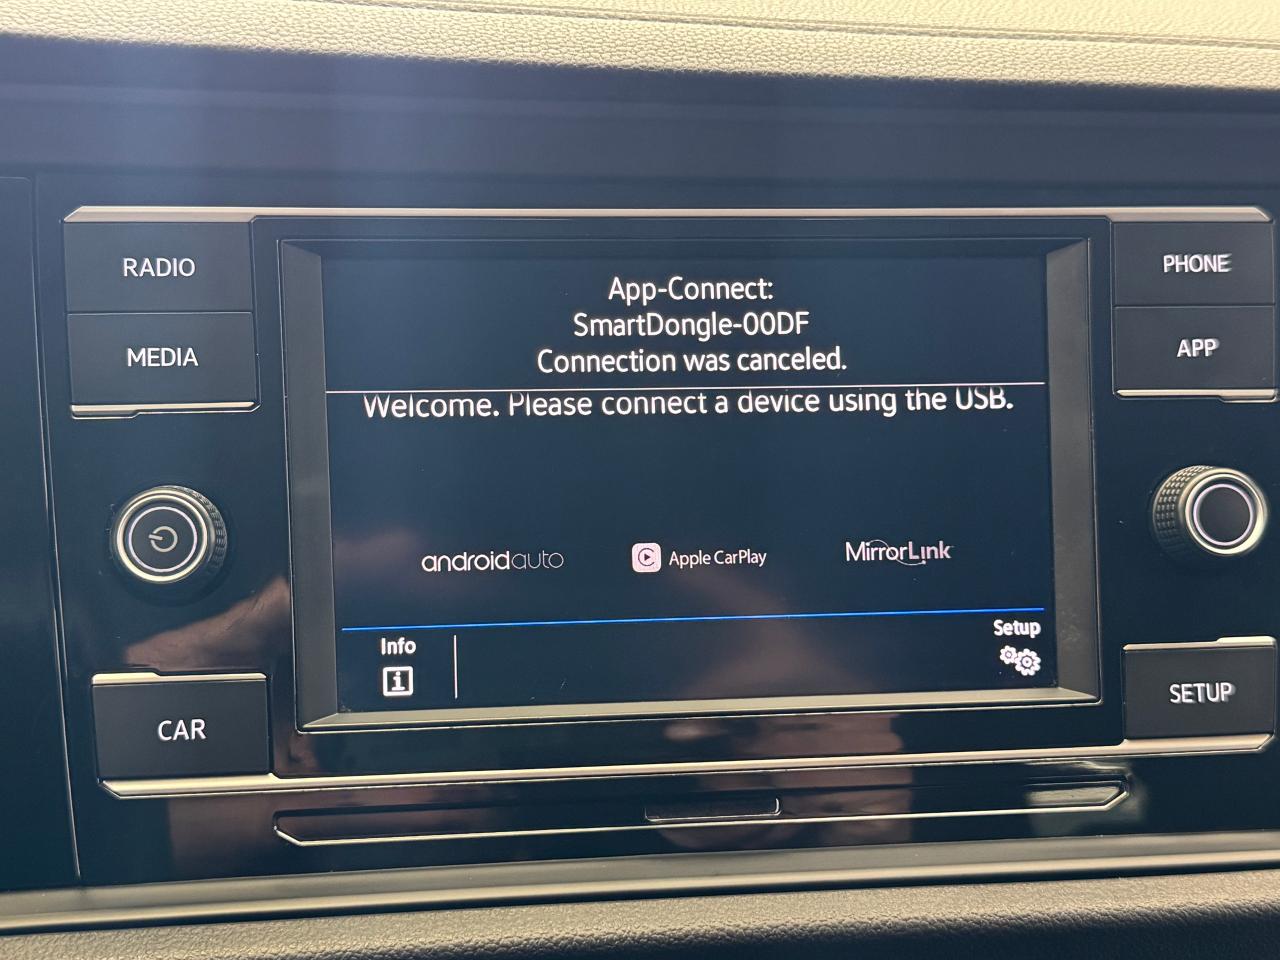 RADIO
MEDIA
CAR
App-Connect:
SmartDongle-00DF
Connection was canceled.
Welcome. Please connect a device using the USB.
androidauto
Apple CarPlay
MirrorLink
Info
i
Setup
PHONE
APP
SETUP